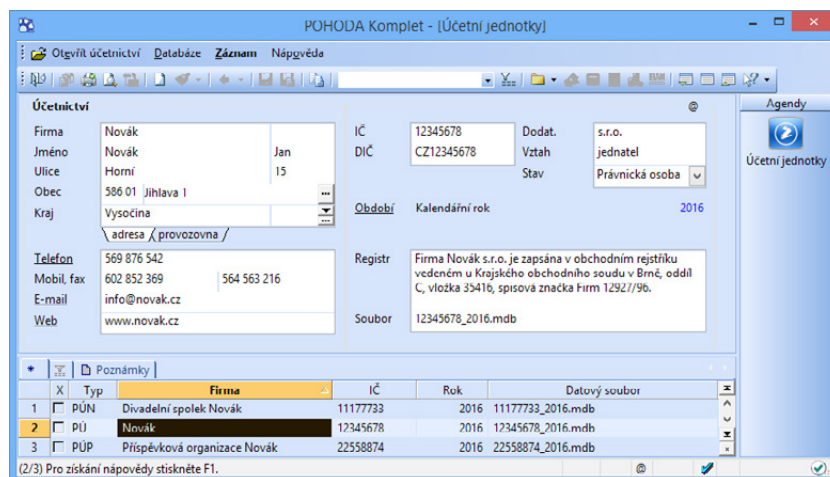 POHODA Komplet - [Účetní jednotky]
Otevřít účetnictví Databáze Záznam Nápověda
Účetnictví @ Agendy
Firma Novák IČ 12345678 Dodat. s.r.o.
Jméno Novák Jan DIČ CZ12345678 Vztah jednatel
Ulice Horní 15 Stav Právnická osoba Účetní jednotky
Obec 586 01 Jihlava 1 ...
Kraj Vysočina Období Kalendářní rok 2016
adresa provozovna
Telefon 569 876 542 Registr Firma Novák s.r.o. je zapsána v obchodním rejstříku
Mobil, fax 602 852 369 564 563 216 vedeném u Krajského obchodního soudu v Brně, oddíl
E-mail info@novak.cz C, vložka 35416, spisová značka Firm 12927/96.
Web www.novak.cz Soubor 12345678_2016.mdb
* Poznámky
X Typ Firma IČ Rok Datový soubor
1 PÚN Divadelní spolek Novák 11177733 2016 11177733_2016.mdb
2 PÚ Novák 12345678 2016 12345678_2016.mdb
3 PÚP Příspěvková organizace Novák 22558874 2016 22558874_2016.mdb
(2/3) Pro získání nápovědy stiskněte F1. @